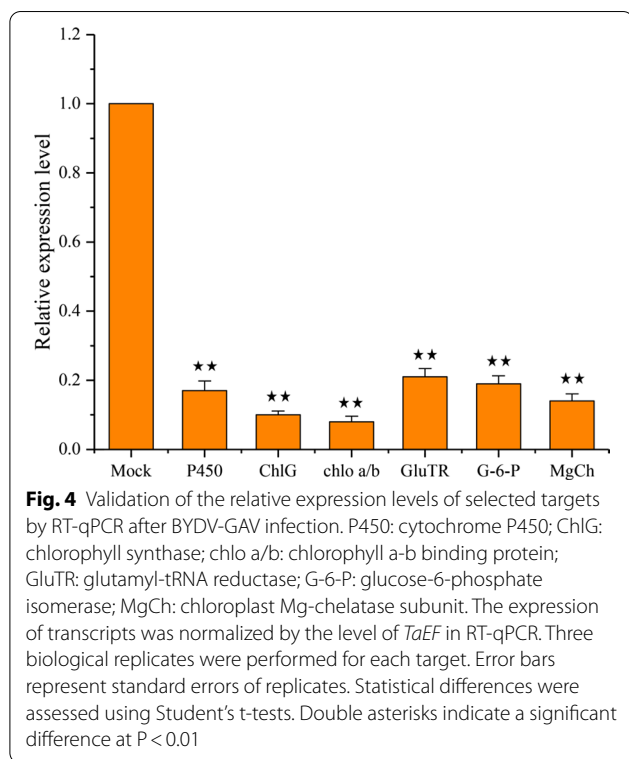 1.2
1.0
0.8
0.6
0.4
0.2
0.0
Relative expression level
★★ ★★ ★★ ★★ ★★ ★★
Mock P450 ChlG chlo a/b GluTR G-6-P MgCh
Fig. 4 Validation of the relative expression levels of selected targets
by RT-qPCR after BYDV-GAV infection. P450: cytochrome P450; ChlG:
chlorophyll synthase; chlo a/b: chlorophyll a-b binding protein;
GluTR: glutamyl-tRNA reductase; G-6-P: glucose-6-phosphate
isomerase; MgCh: chloroplast Mg-chelatase subunit. The expression
of transcripts was normalized by the level of TaEF in RT-qPCR. Three
biological replicates were performed for each target. Error bars
represent standard errors of replicates. Statistical differences were
assessed using Student's t-tests. Double asterisks indicate a significant
difference at P < 0.01